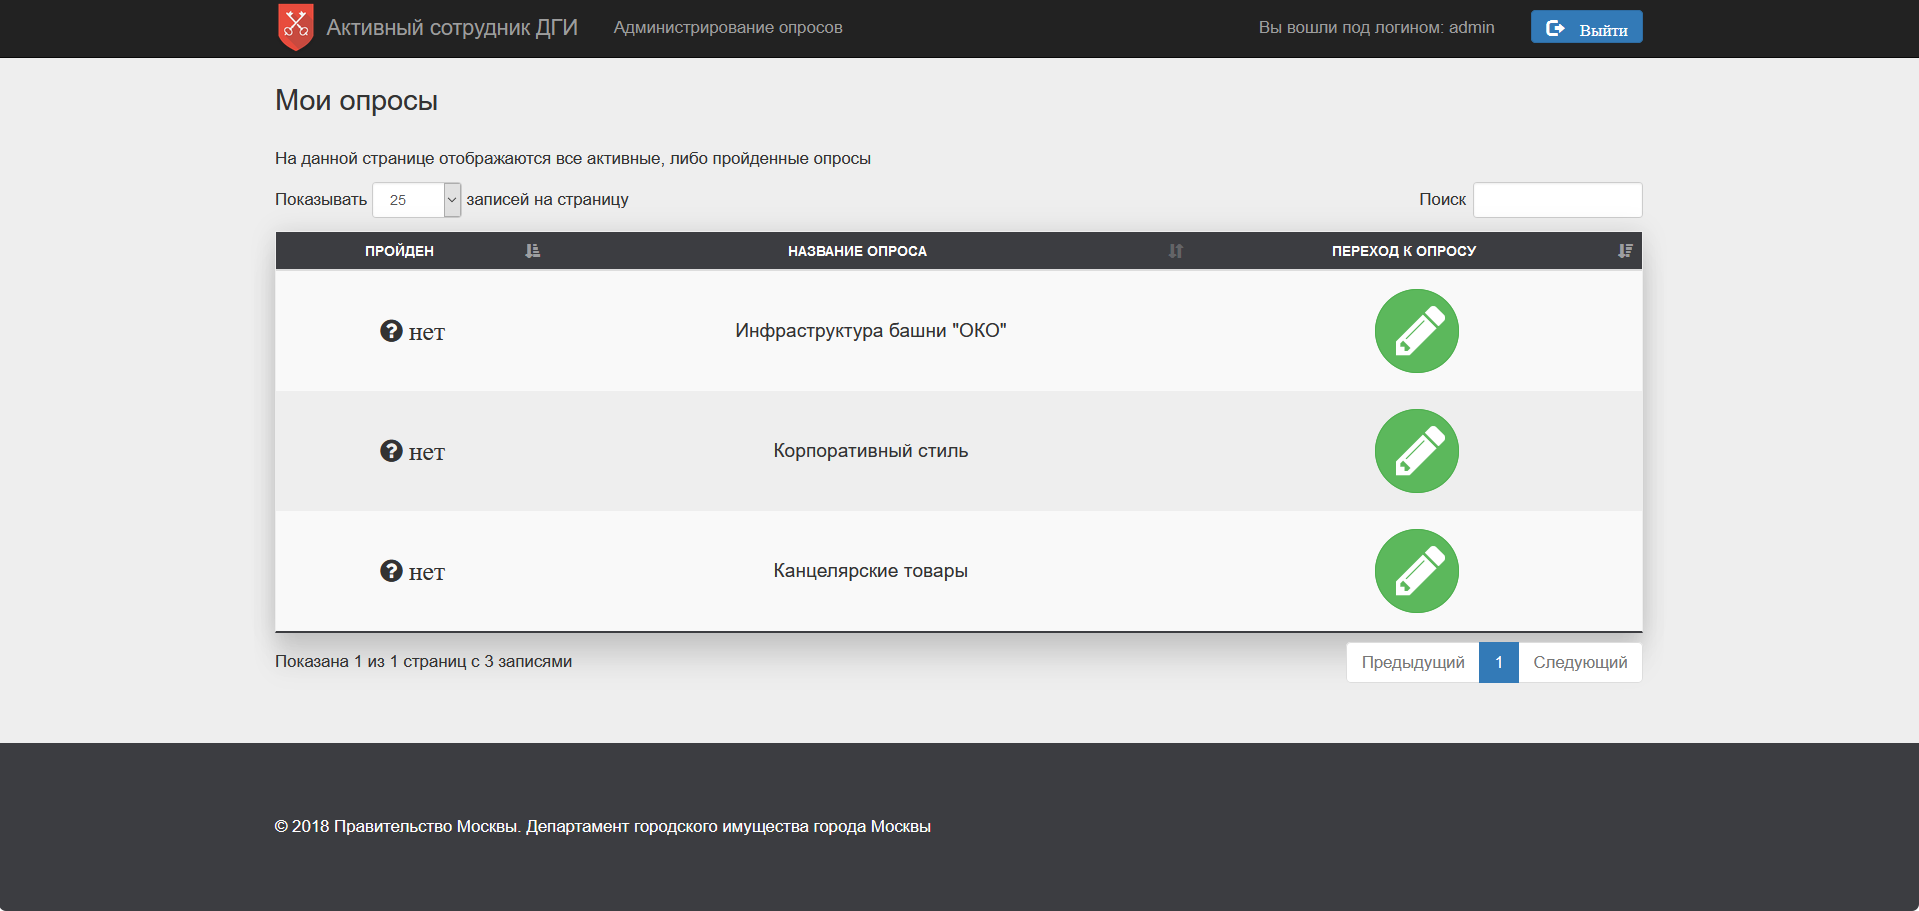 Активный сотрудник ДГИ Администрирование опросов Вы вошли под логином: admin Выйти
Мои опросы
На данной странице отображаются все активные, либо пройденные опросы
Показывать 25 записей на страницу Поиск
ПРОЙДЕН НАЗВАНИЕ ОПРОСА ПЕРЕХОД К ОПРОСУ
нет Инфраструктура башни "ОКО"
нет Корпоративный стиль
нет Канцелярские товары
Показана 1 из 1 страниц с 3 записями Предыдущий 1 Следующий
© 2018 Правительство Москвы. Департамент городского имущества города Москвы